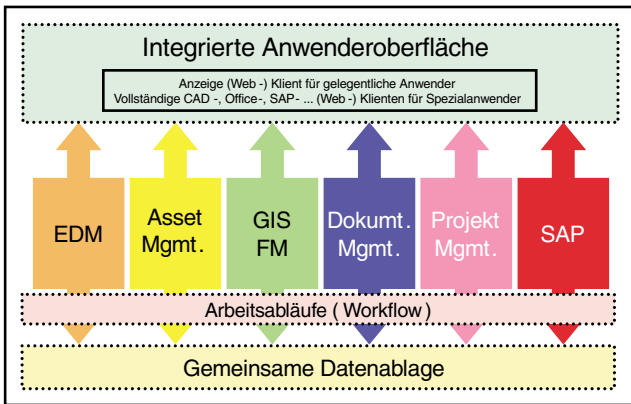 Integrierte Anwenderoberfläche
Anzeige (Web -) Klient für gelegentliche Anwender
Vollständige CAD -, Office-, SAP- ... (Web -) Klienten für Spezialanwender
EDM
Asset
Mgmt.
GIS
FM
Dokumt.
Mgmt.
Projekt
Mgmt.
SAP
Arbeitsabläufe ( Workflow )
Gemeinsame Datenablage